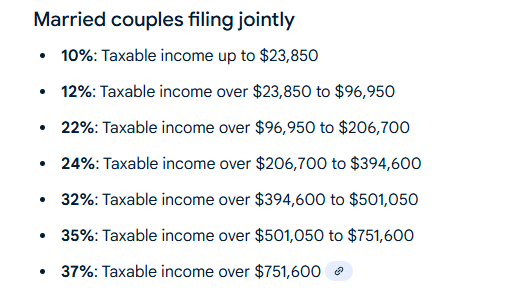 Married couples filing jointly
• 10%: Taxable income up to $23,850
• 12%: Taxable income over $23,850 to $96,950
• 22%: Taxable income over $96,950 to $206,700
• 24%: Taxable income over $206,700 to $394,600
• 32%: Taxable income over $394,600 to $501,050
• 35%: Taxable income over $501,050 to $751,600
• 37%: Taxable income over $751,600